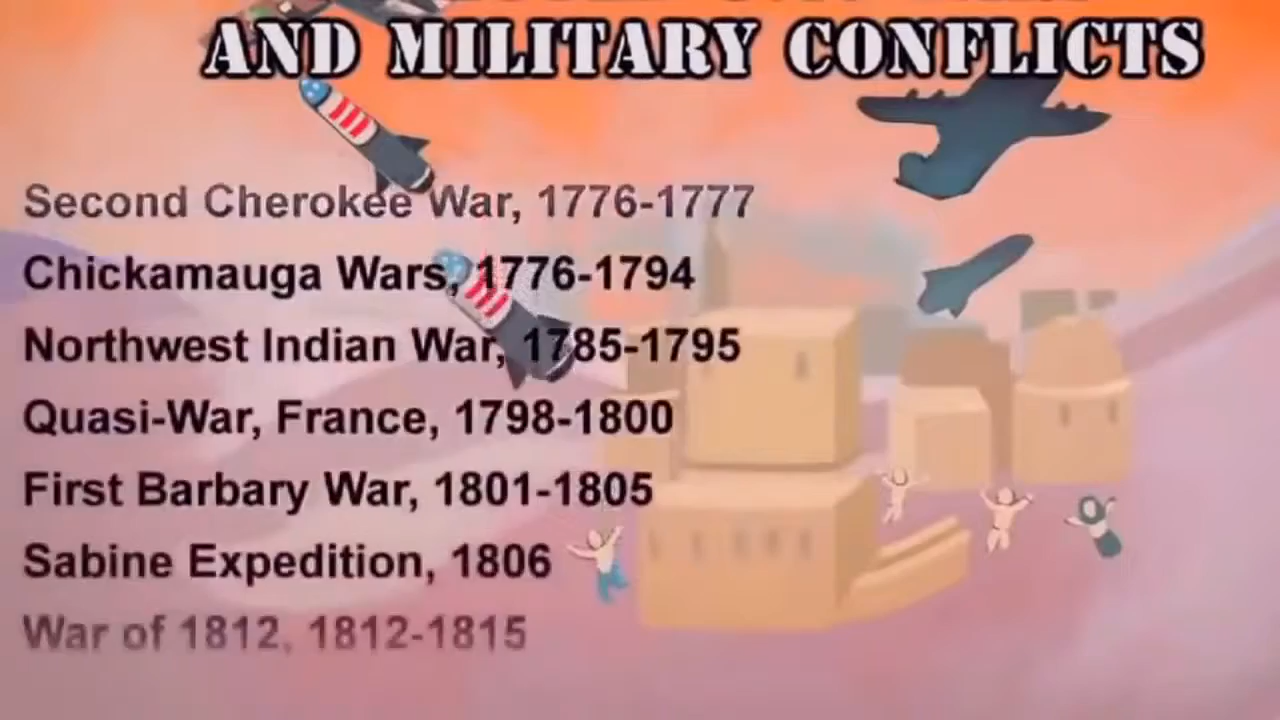 AND MILITARY CONFLICTS
Second Cherokee War, 1776-1777
Chickamauga Wars, 1776-1794
Northwest Indian War, 1785-1795
Quasi-War, France, 1798-1800
First Barbary War, 1801-1805
Sabine Expedition, 1806
War of 1812, 1812-1815